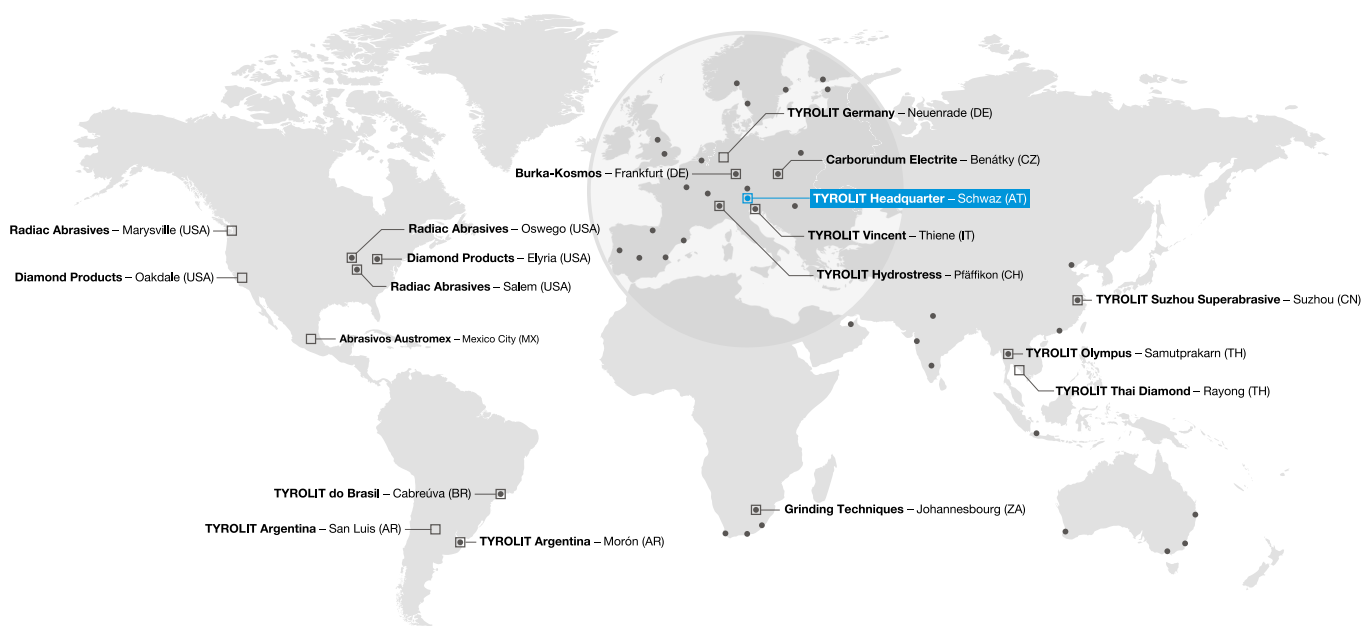 TYROLIT Germany – Neuenrade (DE)
Carborundum Electrite – Benátky (CZ)
Burka-Kosmos – Frankfurt (DE)
TYROLIT Headquarter – Schwaz (AT)
Radiac Abrasives – Marysville (USA)
Radiac Abrasives – Oswego (USA)
TYROLIT Vincent – Thiene (IT)
Diamond Products – Elyria (USA)
Diamond Products – Oakdale (USA)
TYROLIT Hydrostress – Pfäffikon (CH)
Radiac Abrasives – Salem (USA)
TYROLIT Suzhou Superabrasive – Suzhou (CN)
Abrasivos Austromex – Mexico City (MX)
TYROLIT Olympus – Samutprakarn (TH)
TYROLIT Thai Diamond – Rayong (TH)
TYROLIT do Brasil – Cabreúva (BR)
Grinding Techniques – Johannesbourg (ZA)
TYROLIT Argentina – San Luis (AR)
TYROLIT Argentina – Morón (AR)